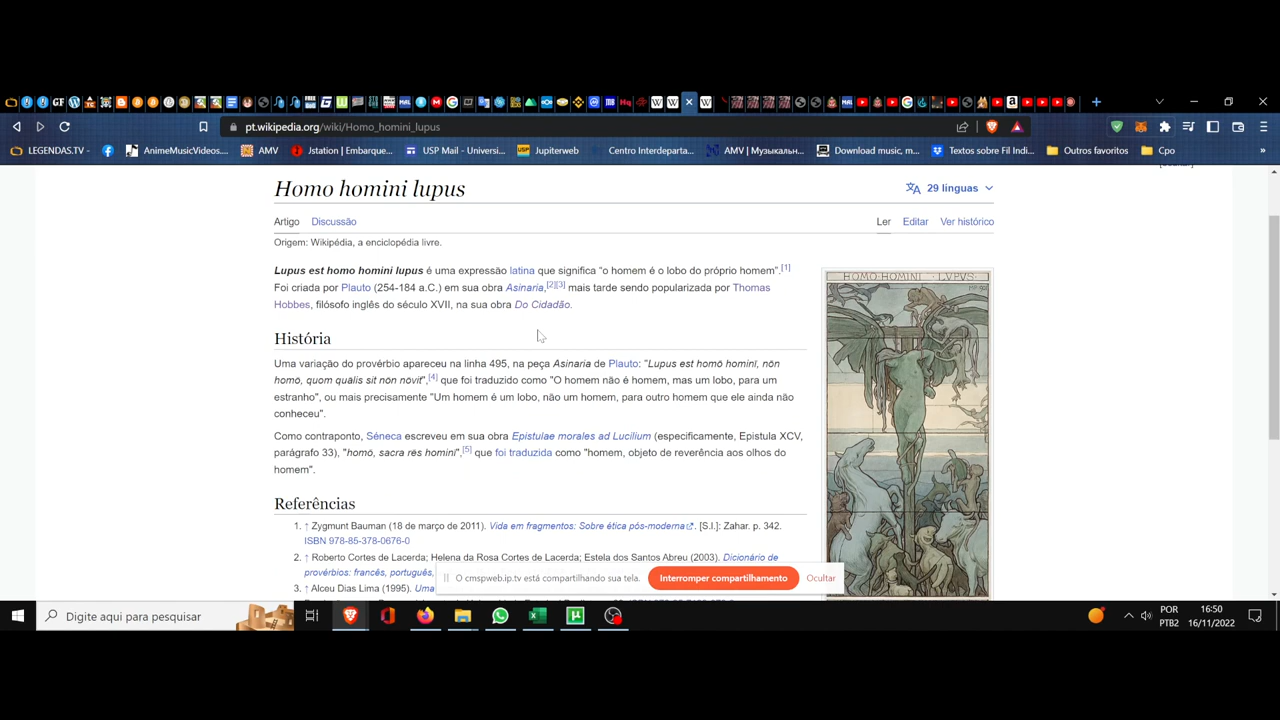 pt.wikipedia.org/wiki/Homo_homini_lupus
LEGENDAS.TV
AnimeMusicVideos...
AMV
Jstation | Embarque...
USP Mail - Universi...
Jupiterweb
Centro Interdeparta...
AMV | Музыкальн...
Download music, m...
Textos sobre Fil Indi...
Outros favoritos
Cpo
»
Homo homini lupus
29 línguas
Artigo Discussão
Ler Editar Ver histórico
Origem: Wikipédia, a enciclopédia livre.
Lupus est homo homini lupus é uma expressão latina que significa "o homem é o lobo do próprio homem".[1]
Foi criada por Plauto (254-184 a.C.) em sua obra Asinaria,[2][3] mais tarde sendo popularizada por Thomas
Hobbes, filósofo inglês do século XVII, na sua obra Do Cidadão.
HOMO·HOMINI·LUPVS·
História
Uma variação do provérbio apareceu na linha 495, na peça Asinaria de Plauto: "Lupus est homō hominī, nōn
homō, quom quālis sit nōn nōvit",[4] que foi traduzido como "O homem não é homem, mas um lobo, para um
estranho", ou mais precisamente "Um homem é um lobo, não um homem, para outro homem que ele ainda não
conheceu".
Como contraponto, Séneca escreveu em sua obra Epistulae morales ad Lucilium (especificamente, Epistula XCV,
parágrafo 33), "homō, sacra rēs hominī",[5] que foi traduzida como "homem, objeto de reverência aos olhos do
homem".
Referências
1. ↑ Zygmunt Bauman (18 de março de 2011). Vida em fragmentos: Sobre ética pós-moderna. [S.l.]: Zahar. p. 342.
ISBN 978-85-378-0676-0
2. ↑ Roberto Cortes de Lacerda; Helena da Rosa Cortes de Lacerda; Estela dos Santos Abreu (2003). Dicionário de
provérbios: francês, português,
3. ↑ Alceu Dias Lima (1995). Uma
O cmspweb.ip.tv está compartilhando sua tela.
Interromper compartilhamento
Ocultar
Digite aqui para pesquisar
POR
PTB2
16:50
16/11/2022